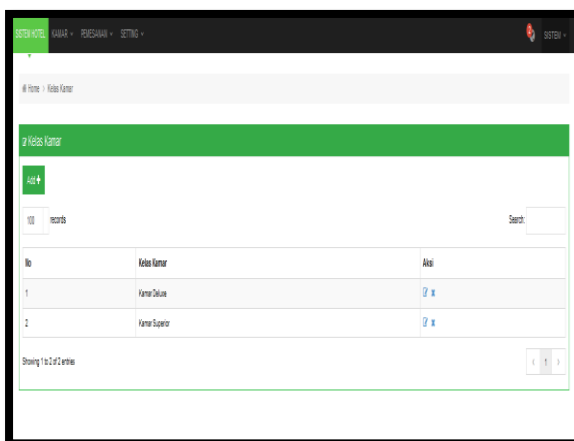 SISTEM HOTEL KAMAR PEMESANAN SETTING SISTEM
Home > Kelas Kamar
ar Kelas Kamar
Add +
100 records Search:
No Kelas Kamar Aksi
1 Kamar Deluxe
2 Kamar Superior
Showing 1 to 2 of 2 entries < 1 >